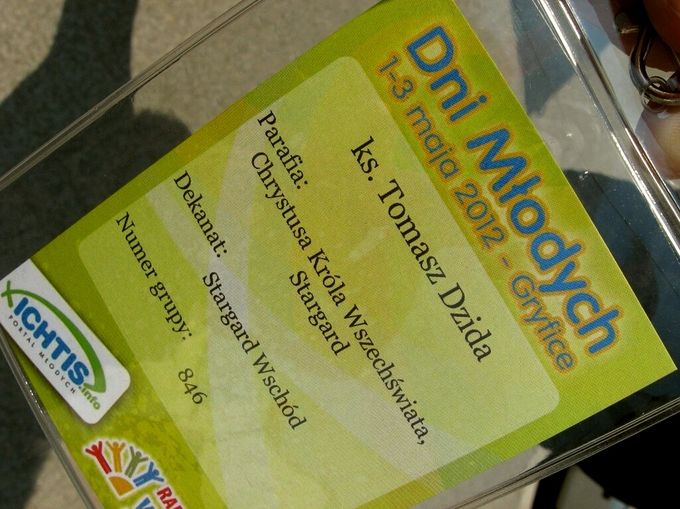 Dni Młodych
1-3 maja 2012 - Gryfice
ks. Tomasz Dzida
Parafia:
Chrystusa Króla Wszechświata,
Stargard
Dekanat: Stargard Wschód
Numer grupy: 846
ICHTIS.info
PORTAL MŁODYCH